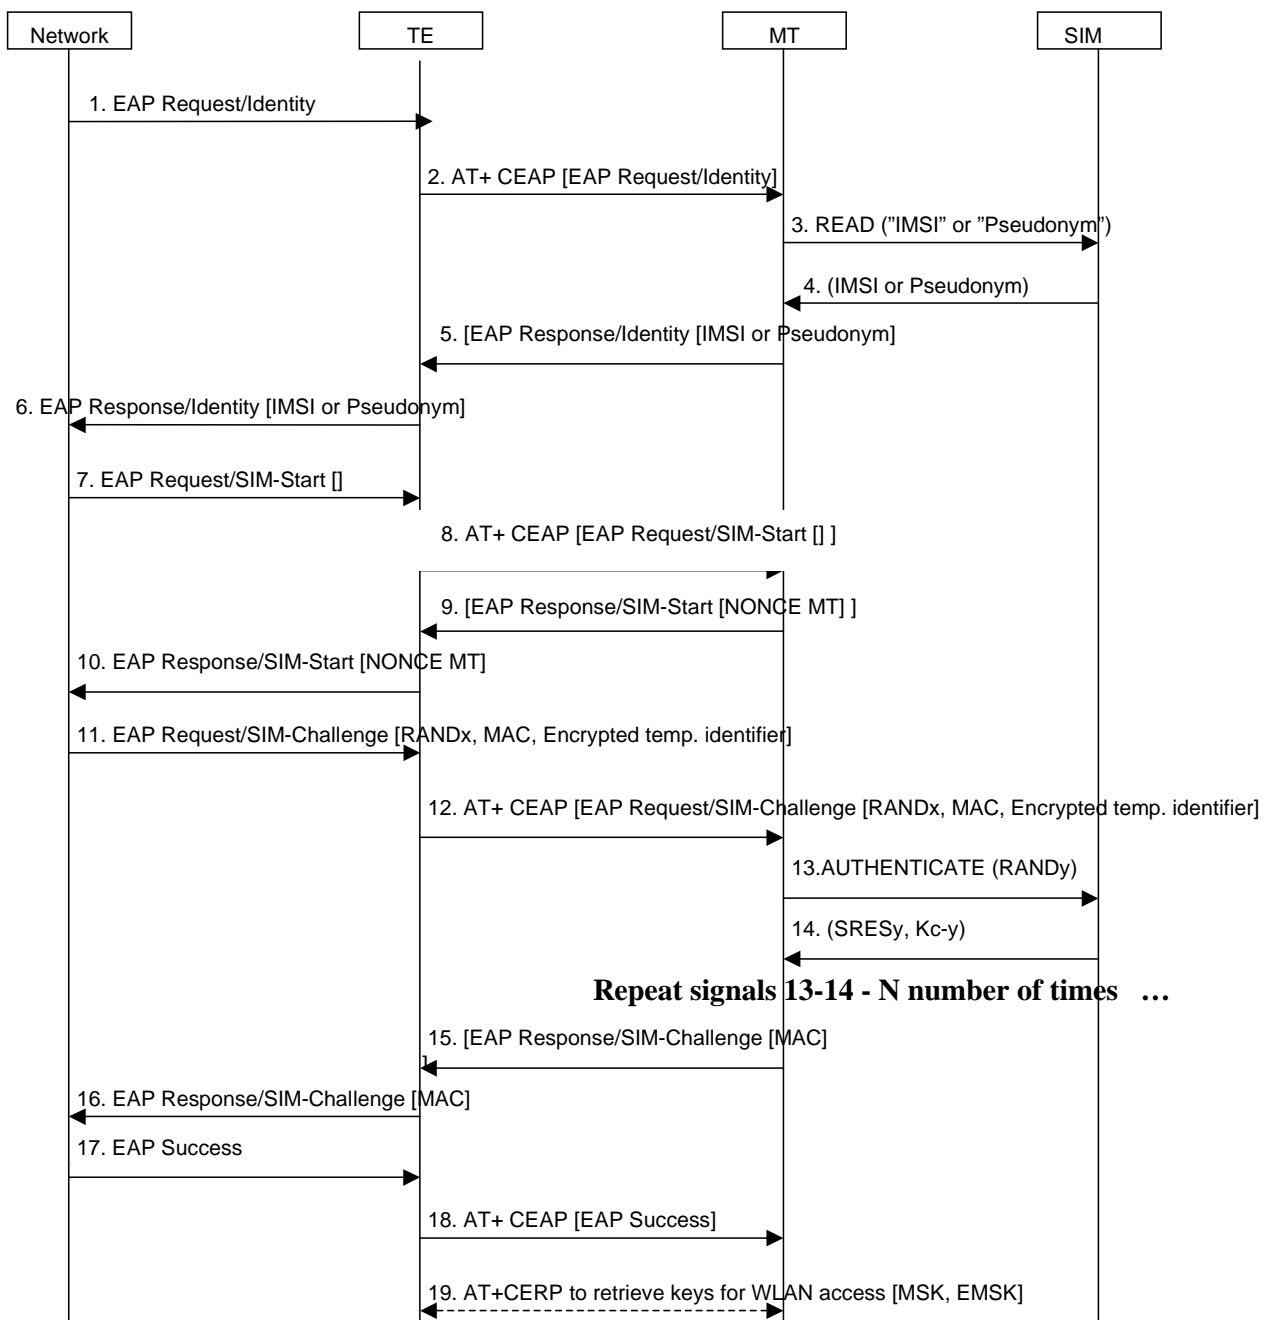 Network TE MT SIM
1. EAP Request/Identity
2. AT+ CEAP [EAP Request/Identity]
3. READ ("IMSI" or ”Pseudonym”)
4. (IMSI or Pseudonym)
5. [EAP Response/Identity [IMSI or Pseudonym]
6. EAP Response/Identity [IMSI or Pseudonym]
7. EAP Request/SIM-Start []
8. AT+ CEAP [EAP Request/SIM-Start [] ]
9. [EAP Response/SIM-Start [NONCE MT] ]
10. EAP Response/SIM-Start [NONCE MT]
11. EAP Request/SIM-Challenge [RANDx, MAC, Encrypted temp. identifier]
12. AT+ CEAP [EAP Request/SIM-Challenge [RANDx, MAC, Encrypted temp. identifier]
13.AUTHENTICATE (RANDy)
14. (SRESy, Kc-y)
Repeat signals 13-14 - N number of times …
15. [EAP Response/SIM-Challenge [MAC]
]
16. EAP Response/SIM-Challenge [MAC]
17. EAP Success
18. AT+ CEAP [EAP Success]
19. AT+CERP to retrieve keys for WLAN access [MSK, EMSK]